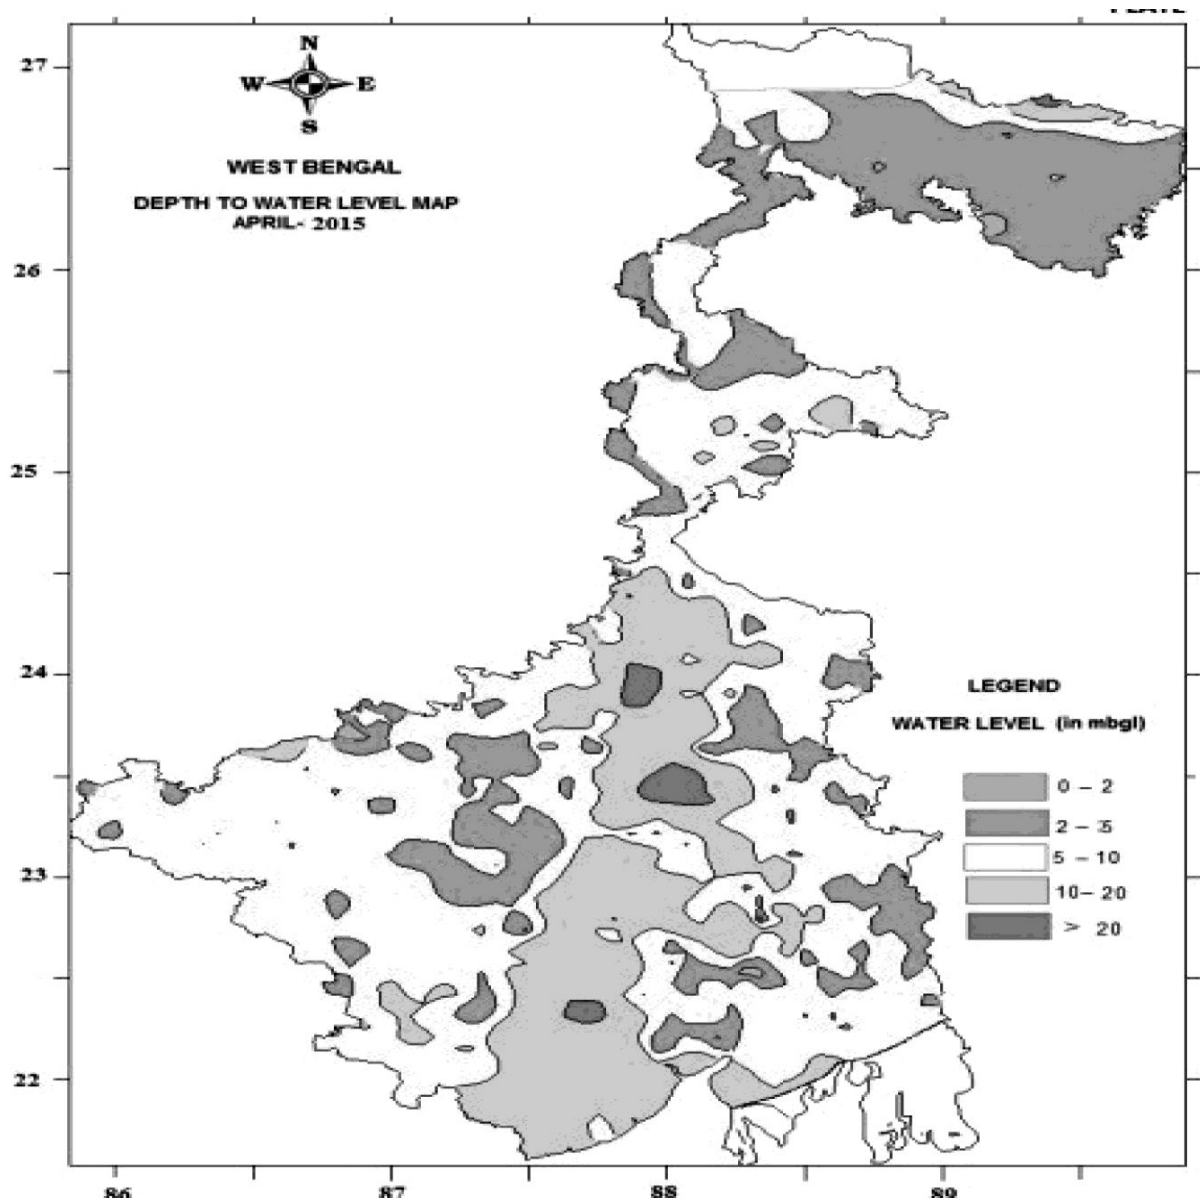 PLATE
27
N
W E
S
WEST BENGAL
DEPTH TO WATER LEVEL MAP
APRIL- 2015
26
25
24
LEGEND
WATER LEVEL (in mbgl)
0 - 2
2 - 5
5 - 10
10 - 20
> 20
23
22
86 87 88 89